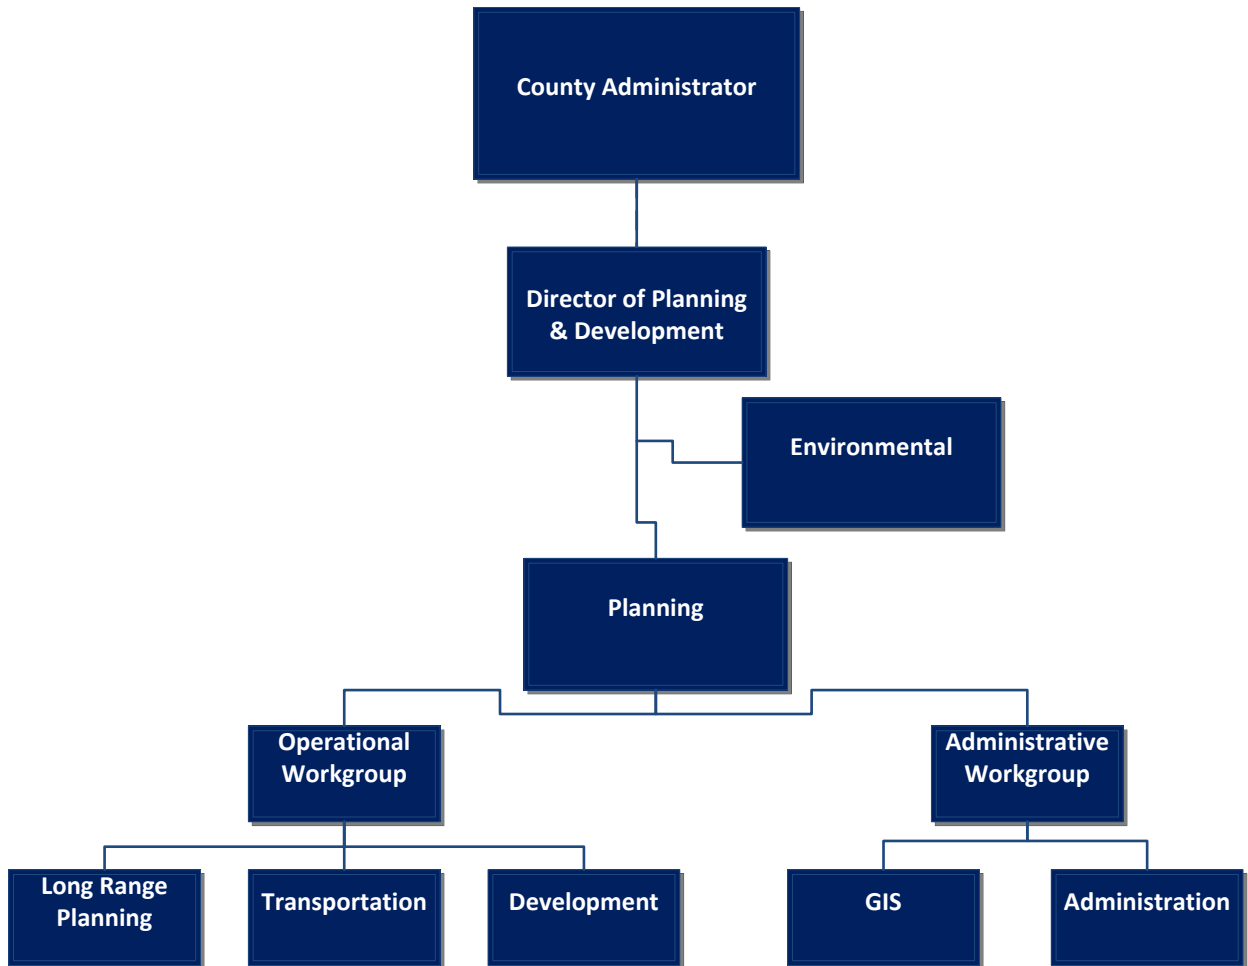 County Administrator
Director of Planning
& Development
Environmental
Planning
Operational
Workgroup
Administrative
Workgroup
Long Range
Planning
Transportation
Development
GIS
Administration